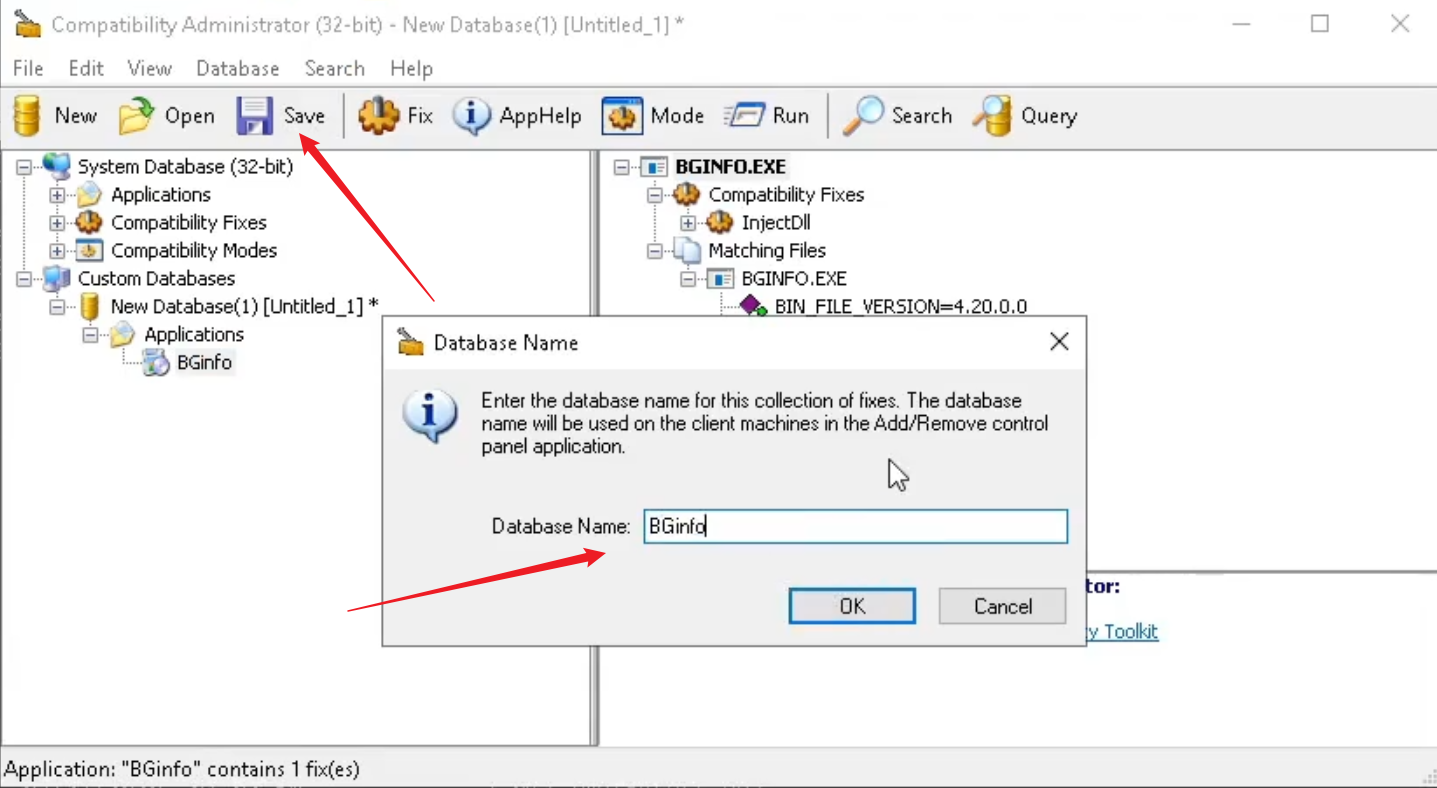 Compatibility Administrator (32-bit) - New Database(1) [Untitled_1] *
File Edit View Database Search Help
New Open Save Fix AppHelp Mode Run Search Query
System Database (32-bit)
Applications
Compatibility Fixes
Compatibility Modes
Custom Databases
New Database(1) [Untitled_1] *
Applications
BGinfo
BGINFO.EXE
Compatibility Fixes
InjectDll
Matching Files
BGINFO.EXE
BIN_FILE_VERSION=4.20.0.0
Database Name
Enter the database name for this collection of fixes. The database
name will be used on the client machines in the Add/Remove control
panel application.
Database Name: BGinfo
OK Cancel
tor:
y Toolkit
Application: "BGinfo" contains 1 fix(es)